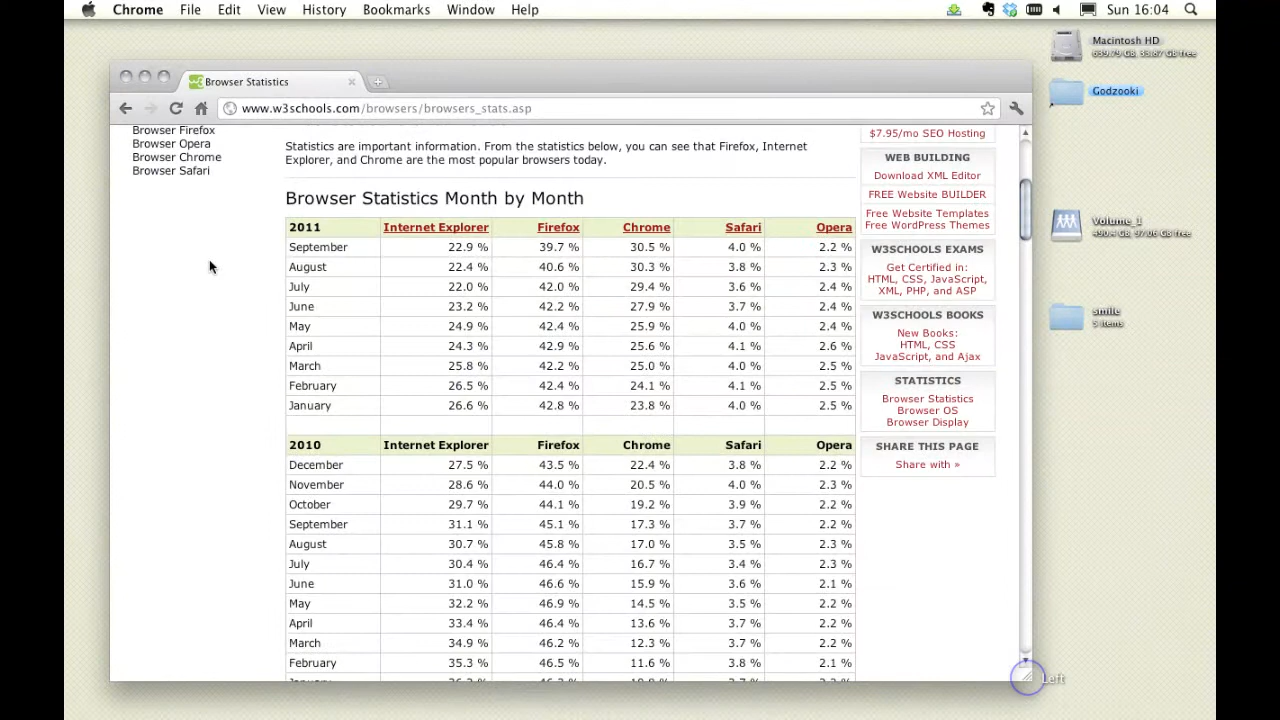 Chrome File Edit View History Bookmarks Window Help Sun 16:04
Macintosh HD
639.79 GB, 33.87 GB free
Browser Statistics
Godzooki
www.w3schools.com/browsers/browsers_stats.asp
Browser Firefox
Browser Opera
Browser Chrome
Browser Safari
Statistics are important information. From the statistics below, you can see that Firefox, Internet
Explorer, and Chrome are the most popular browsers today.
Browser Statistics Month by Month
2011 Internet Explorer Firefox Chrome Safari Opera
September 22.9 % 39.7 % 30.5 % 4.0 % 2.2 %
August 22.4 % 40.6 % 30.3 % 3.8 % 2.3 %
July 22.0 % 42.0 % 29.4 % 3.6 % 2.4 %
June 23.2 % 42.2 % 27.9 % 3.7 % 2.4 %
May 24.9 % 42.4 % 25.9 % 4.0 % 2.4 %
April 24.3 % 42.9 % 25.6 % 4.1 % 2.6 %
March 25.8 % 42.2 % 25.0 % 4.0 % 2.5 %
February 26.5 % 42.4 % 24.1 % 4.1 % 2.5 %
January 26.6 % 42.8 % 23.8 % 4.0 % 2.5 %
2010 Internet Explorer Firefox Chrome Safari Opera
December 27.5 % 43.5 % 22.4 % 3.8 % 2.2 %
November 28.6 % 44.0 % 20.5 % 4.0 % 2.3 %
October 29.7 % 44.1 % 19.2 % 3.9 % 2.2 %
September 31.1 % 45.1 % 17.3 % 3.7 % 2.2 %
August 30.7 % 45.8 % 17.0 % 3.5 % 2.3 %
July 30.4 % 46.4 % 16.7 % 3.4 % 2.3 %
June 31.0 % 46.6 % 15.9 % 3.6 % 2.1 %
May 32.2 % 46.9 % 14.5 % 3.5 % 2.2 %
April 33.4 % 46.4 % 13.6 % 3.7 % 2.2 %
March 34.9 % 46.2 % 12.3 % 3.7 % 2.2 %
February 35.3 % 46.5 % 11.6 % 3.8 % 2.1 %
$7.95/mo SEO Hosting
WEB BUILDING
Download XML Editor
FREE Website BUILDER
Free Website Templates
Free WordPress Themes
W3SCHOOLS EXAMS
Get Certified in:
HTML, CSS, JavaScript,
XML, PHP, and ASP
W3SCHOOLS BOOKS
New Books:
HTML, CSS
JavaScript, and Ajax
STATISTICS
Browser Statistics
Browser OS
Browser Display
SHARE THIS PAGE
Share with »
Volume_1
490.4 GB, 97.06 GB free
smile
5 items
Left